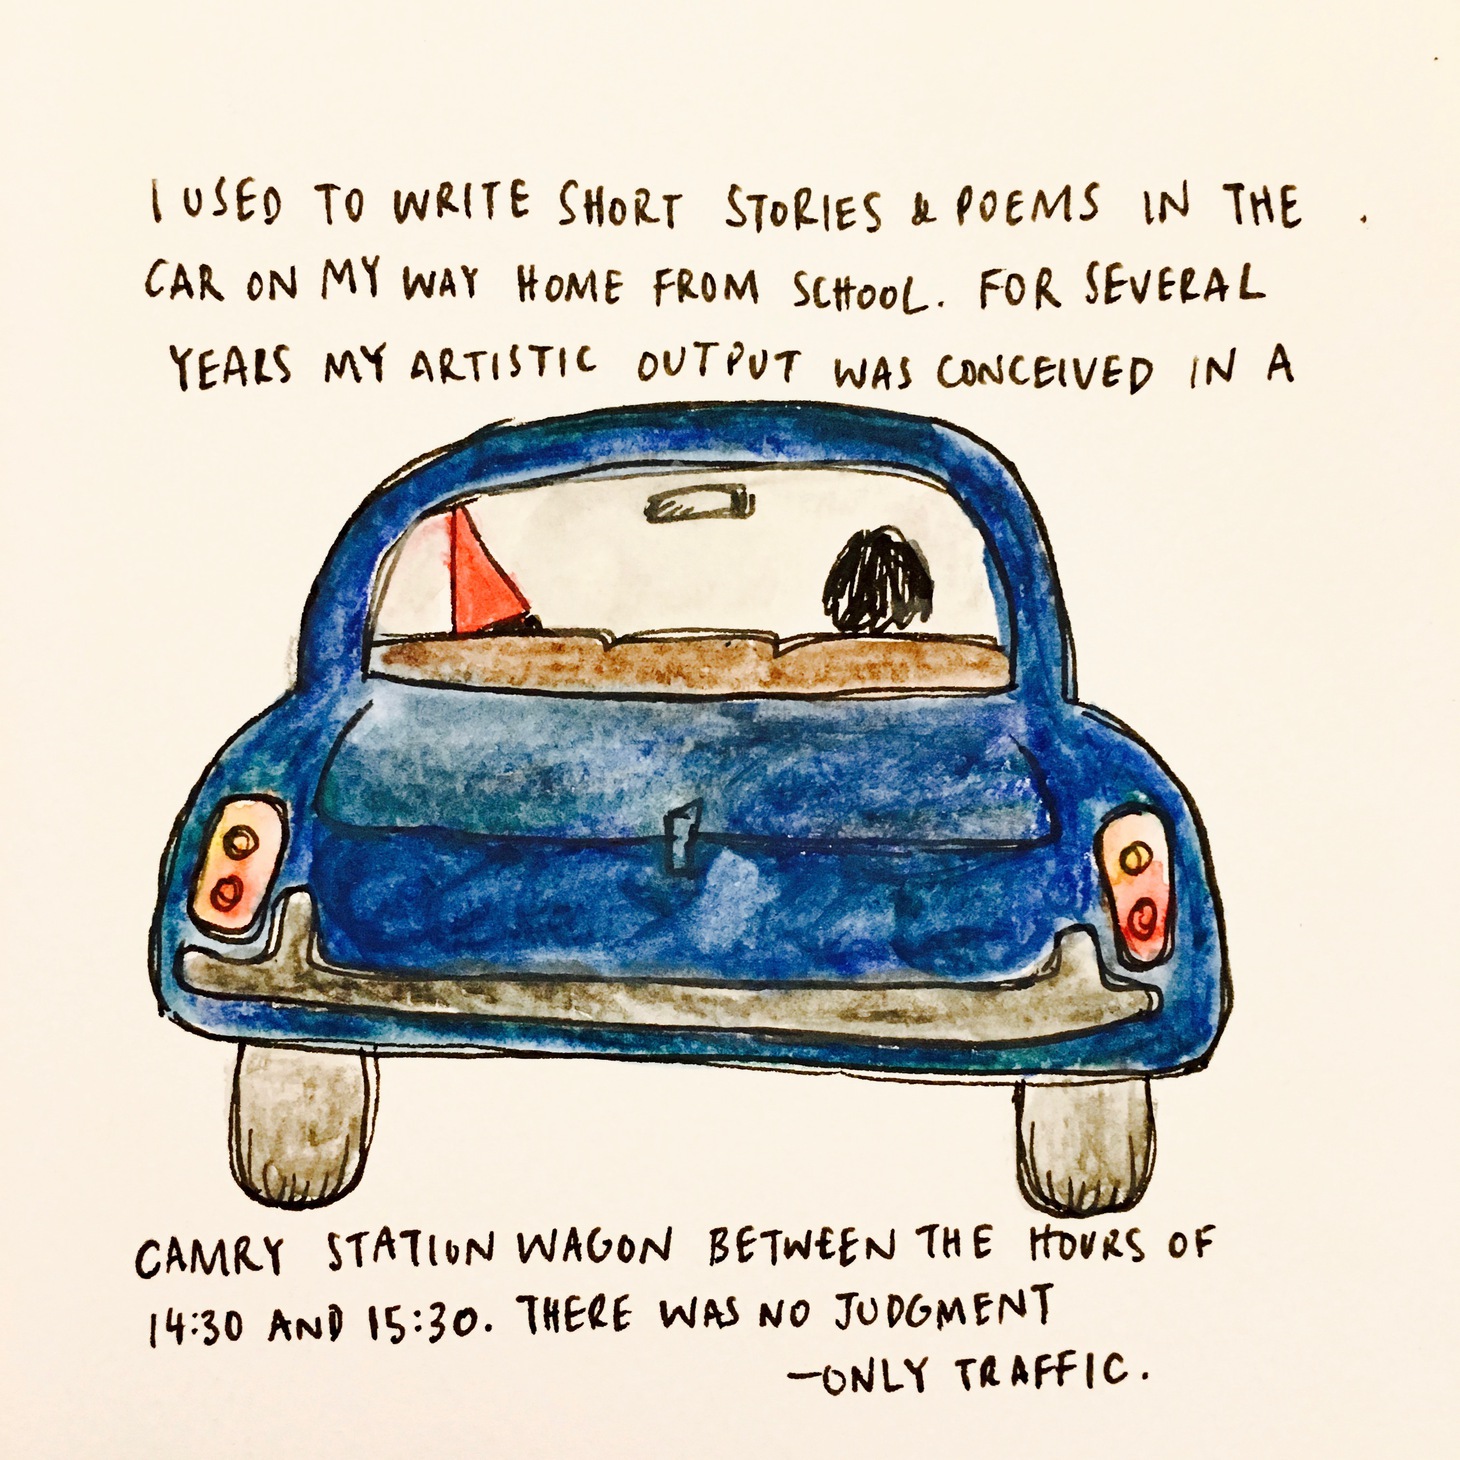 I USED TO WRITE SHORT STORIES & POEMS IN THE
CAR ON MY WAY HOME FROM SCHOOL. FOR SEVERAL
YEARS MY ARTISTIC OUTPUT WAS CONCEIVED IN A
CAMRY STATION WAGON BETWEEN THE HOURS OF
14:30 AND 15:30. THERE WAS NO JUDGMENT
—ONLY TRAFFIC.